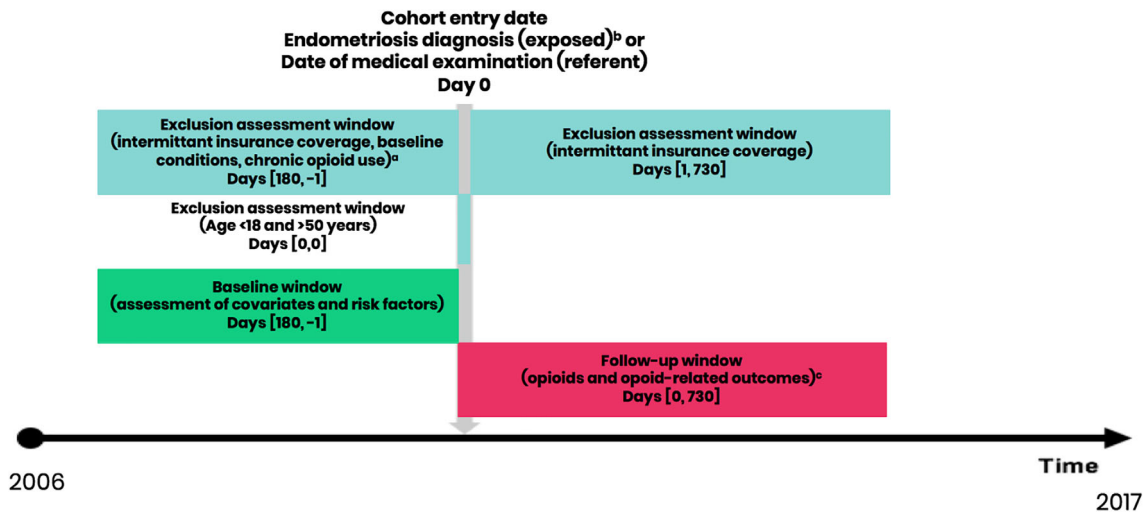 Cohort entry date
Endometriosis diagnosis (exposed)ᵇ or
Date of medical examination (referent)
Day 0
Exclusion assessment window
(intermittant insurance coverage, baseline
conditions, chronic opioid use)ᵃ
Days [180, -1]
Exclusion assessment window
(intermittant insurance coverage)
Days [1, 730]
Exclusion assessment window
(Age <18 and >50 years)
Days [0,0]
Baseline window
(assessment of covariates and risk factors)
Days [180, -1]
Follow-up window
(opioids and opoid-related outcomes)ᶜ
Days [0, 730]
Time
2006
2017